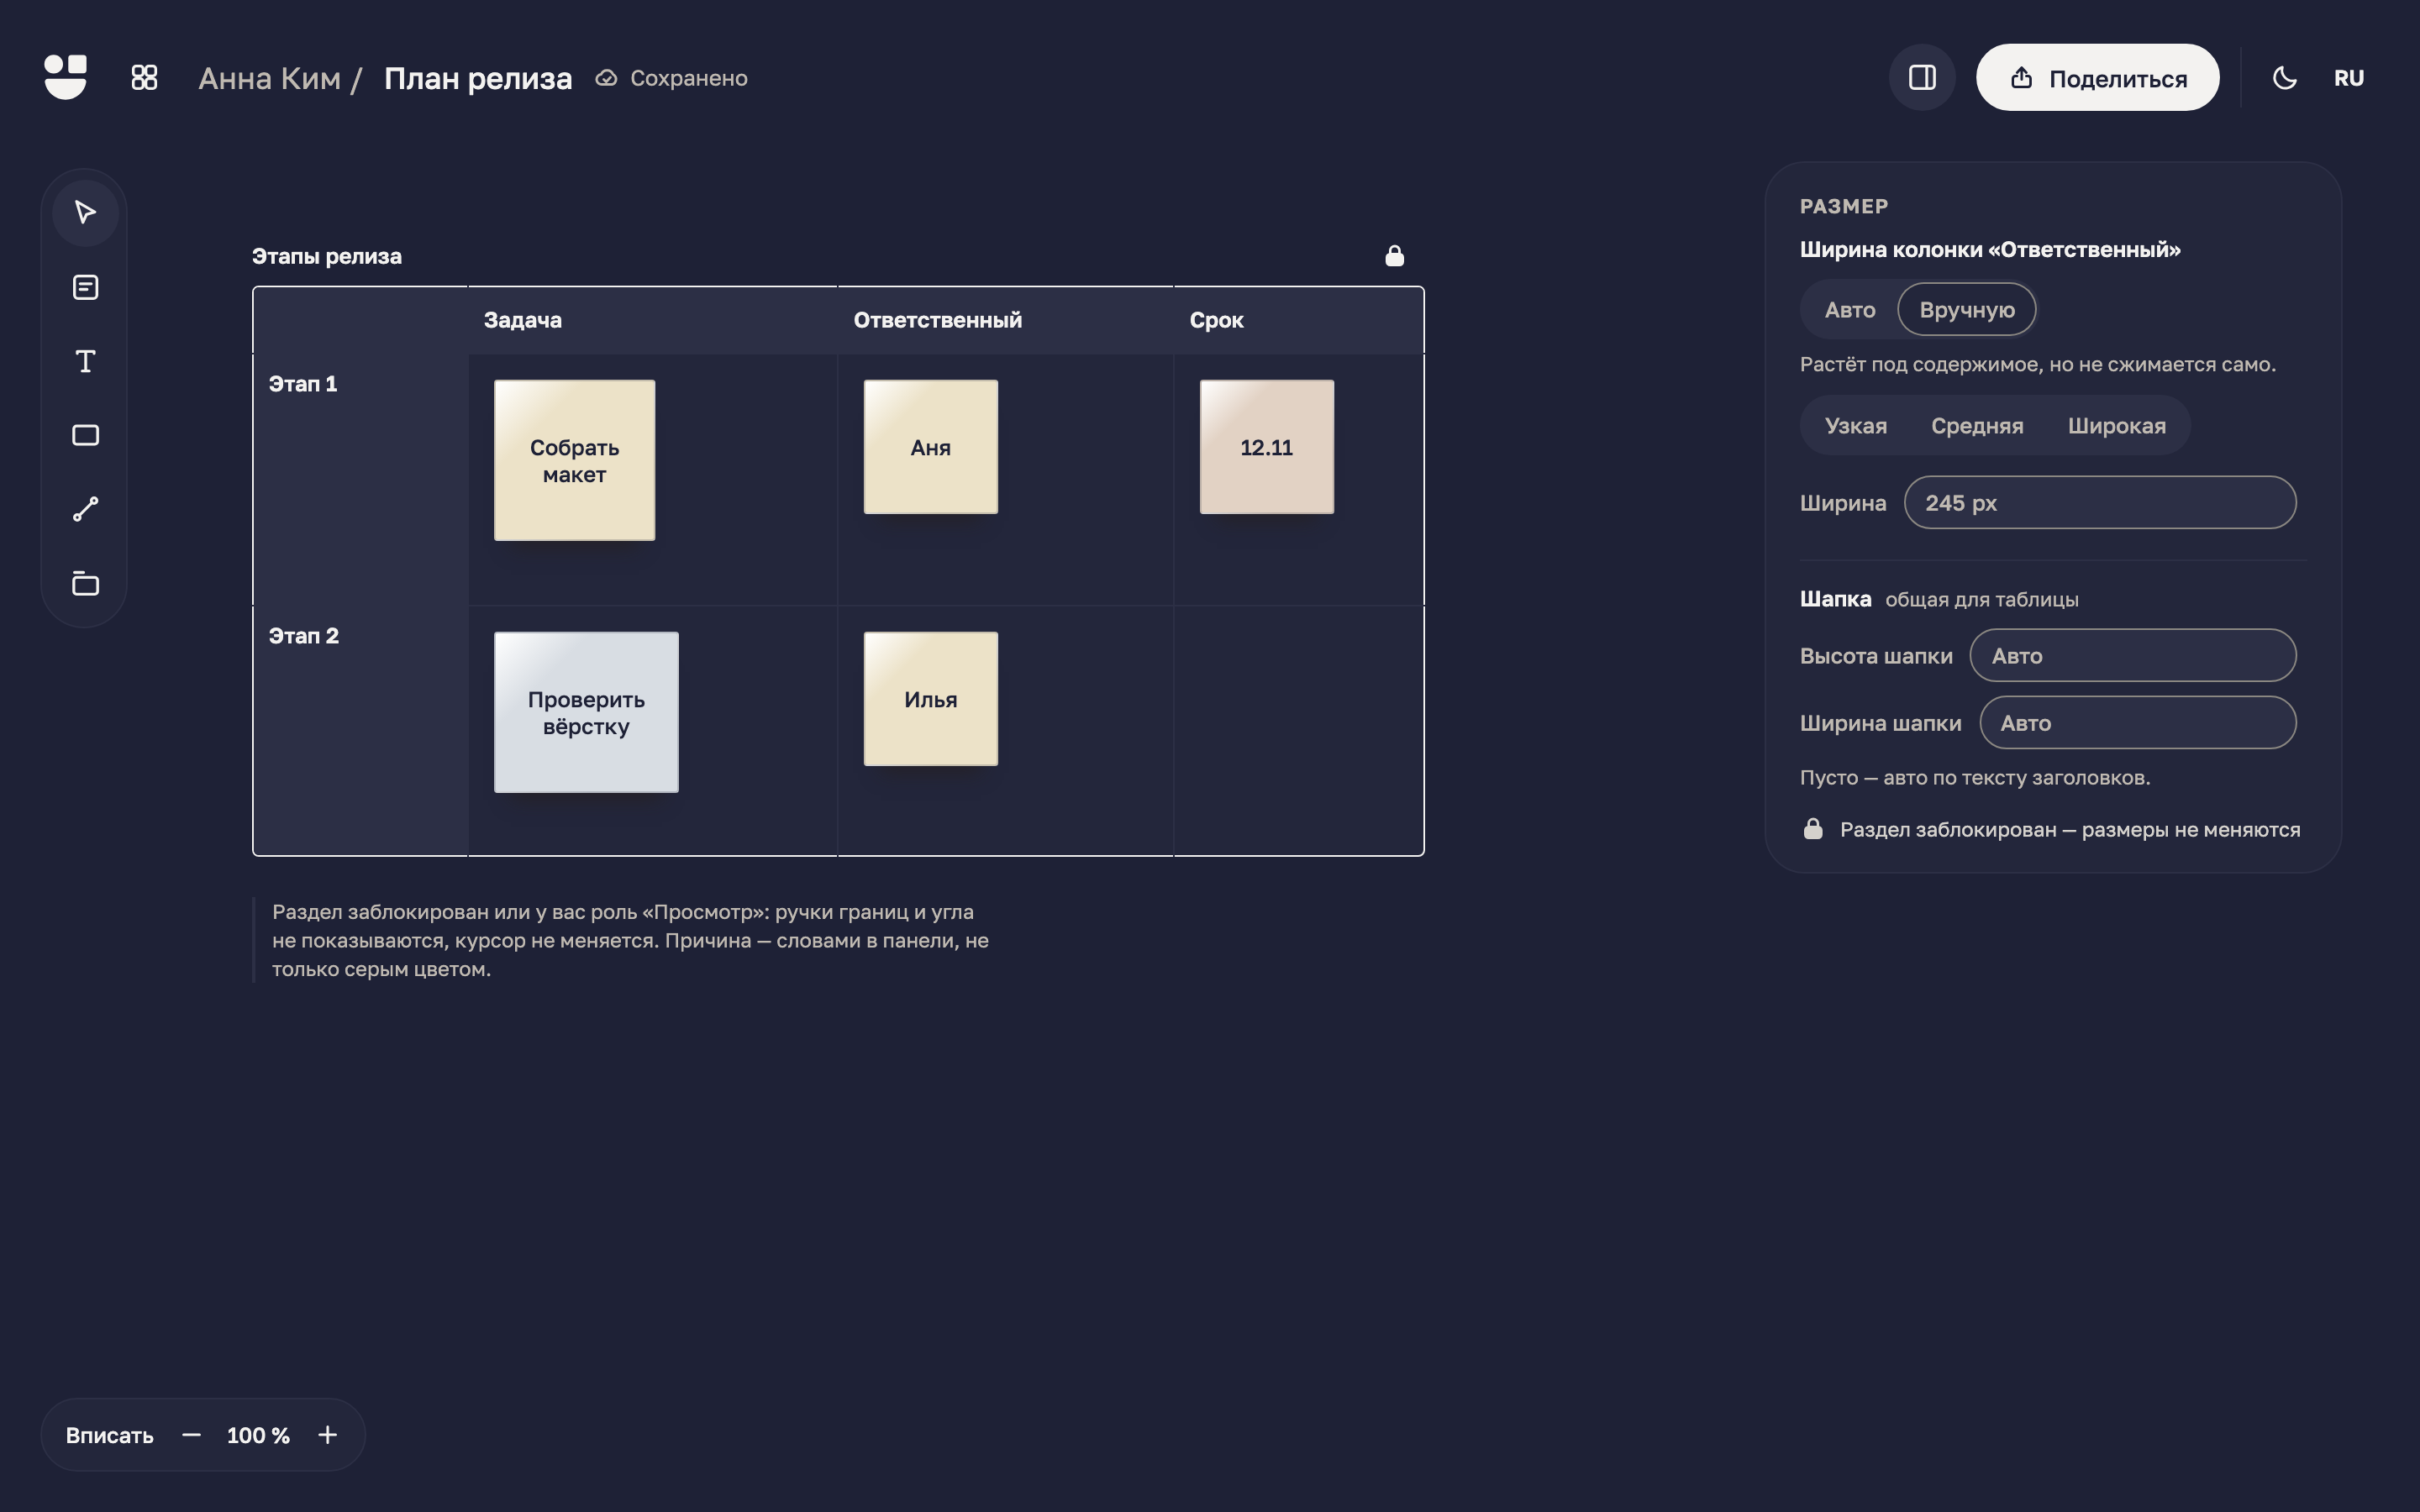 Анна Ким / План релиза Сохранено
Поделиться
RU
Этапы релиза
Задача Ответственный Срок
Этап 1
Собрать
макет
Аня
12.11
Этап 2
Проверить
вёрстку
Илья
Раздел заблокирован или у вас роль «Просмотр»: ручки границ и угла
не показываются, курсор не меняется. Причина — словами в панели, не
только серым цветом.
РАЗМЕР
Ширина колонки «Ответственный»
Авто Вручную
Растёт под содержимое, но не сжимается само.
Узкая Средняя Широкая
Ширина 245 px
Шапка общая для таблицы
Высота шапки Авто
Ширина шапки Авто
Пусто — авто по тексту заголовков.
Раздел заблокирован — размеры не меняются
Вписать — 100 % +